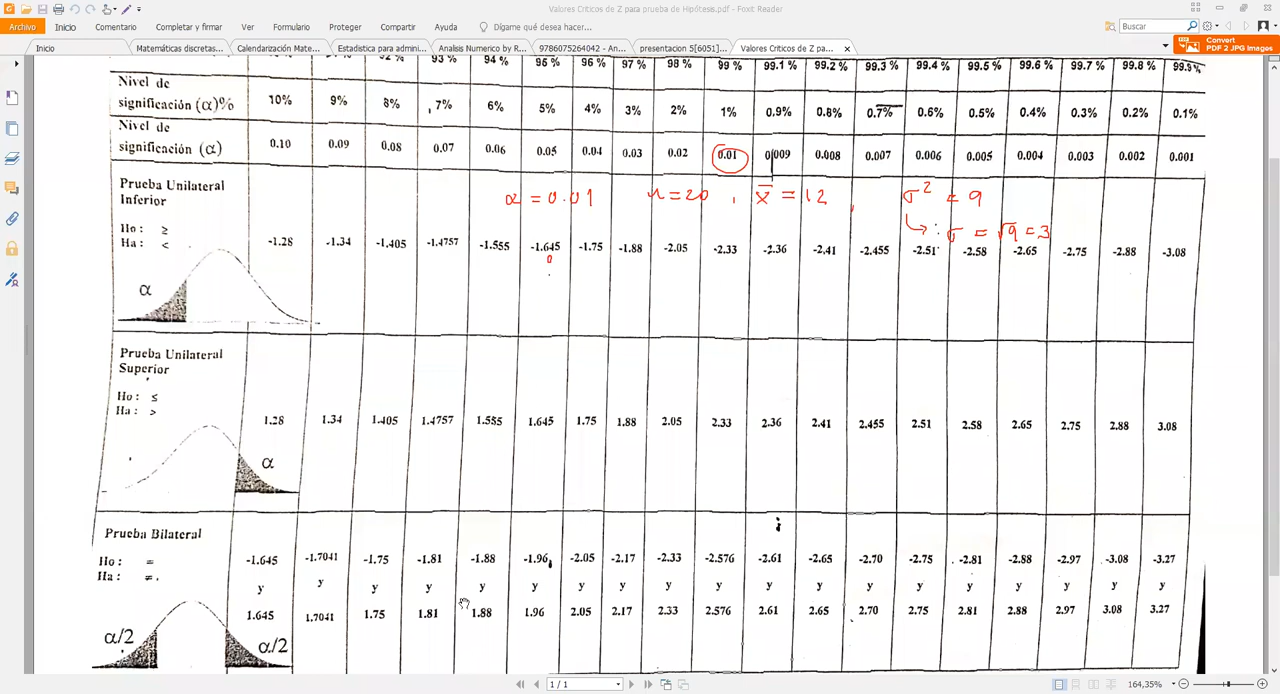 Valores Criticos de Z para prueba de Hipótesis.pdf - Foxit Reader
Archivo Inicio Comentario Completar y firmar Ver Formulario Proteger Compartir Ayuda Dígame qué desea hacer... Buscar
Inicio Matemáticas discretas... Calendarización Mate... Estadistica para admini... Analisis Numerico by R... 9786075264042 - An... presentacion 5[6051]... Valores Criticos de Z pa...
Convert
PDF 2 JPG Images
92 % 93 % 94 % 95 % 96 % 97% 98% 99 % 99.1 % 99.2 % 99.3 % 99.4 % 99.5 % 99.6 % 99.7 % 99.8 % 99.9%
Nivel de
significación (α)% 10% 9% 8% 7% 6% 5% 4% 3% 2% 1% 0.9% 0.8% 0.7% 0.6% 0.5% 0.4% 0.3% 0.2% 0.1%
Nivel de
significación (α) 0.10 0.09 0.08 0.07 0.06 0.05 0.04 0.03 0.02 0.01 0.009 0.008 0.007 0.006 0.005 0.004 0.003 0.002 0.001
α = 0.01 n=20 , x̄ = 12 , σ² = 9
↳ σ = √9 = 3
Prueba Unilateral
Inferior
Ho: ≥
Ha: <
-1.28 -1.34 -1.405 -1.4757 -1.555 -1.645 -1.75 -1.88 -2.05 -2.33 -2.36 -2.41 -2.455 -2.51 -2.58 -2.65 -2.75 -2.88 -3.08
α
Prueba Unilateral
Superior
Ho: ≤
Ha: >
1.28 1.34 1.405 1.4757 1.555 1.645 1.75 1.88 2.05 2.33 2.36 2.41 2.455 2.51 2.58 2.65 2.75 2.88 3.08
α
Prueba Bilateral
Ho: =
Ha: ≠
-1.645 -1.7041 -1.75 -1.81 -1.88 -1.96 -2.05 -2.17 -2.33 -2.576 -2.61 -2.65 -2.70 -2.75 -2.81 -2.88 -2.97 -3.08 -3.27
y y y y y y y y y y y y y y y y y y y
1.645 1.7041 1.75 1.81 1.88 1.96 2.05 2.17 2.33 2.576 2.61 2.65 2.70 2.75 2.81 2.88 2.97 3.08 3.27
α/2 α/2
1 / 1 164,35%